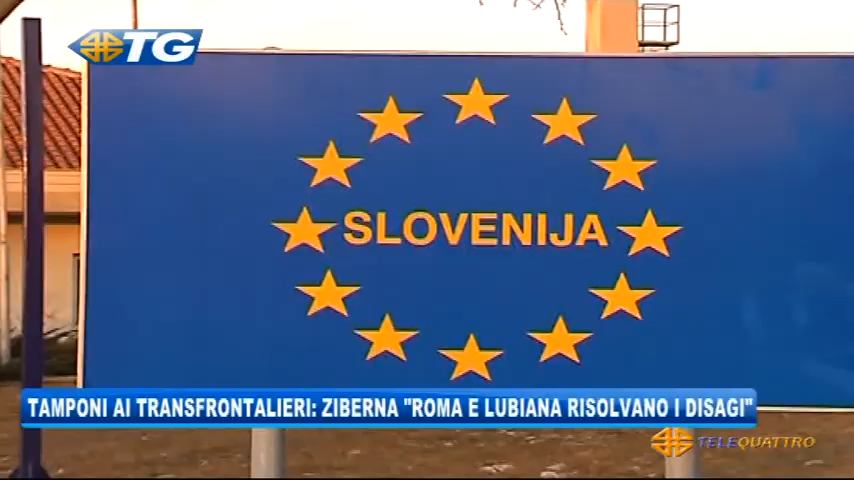 TG
SLOVENIJA
TAMPONI AI TRANSFRONTALIERI: ZIBERNA "ROMA E LUBIANA RISOLVANO I DISAGI"
TELEQUATTRO